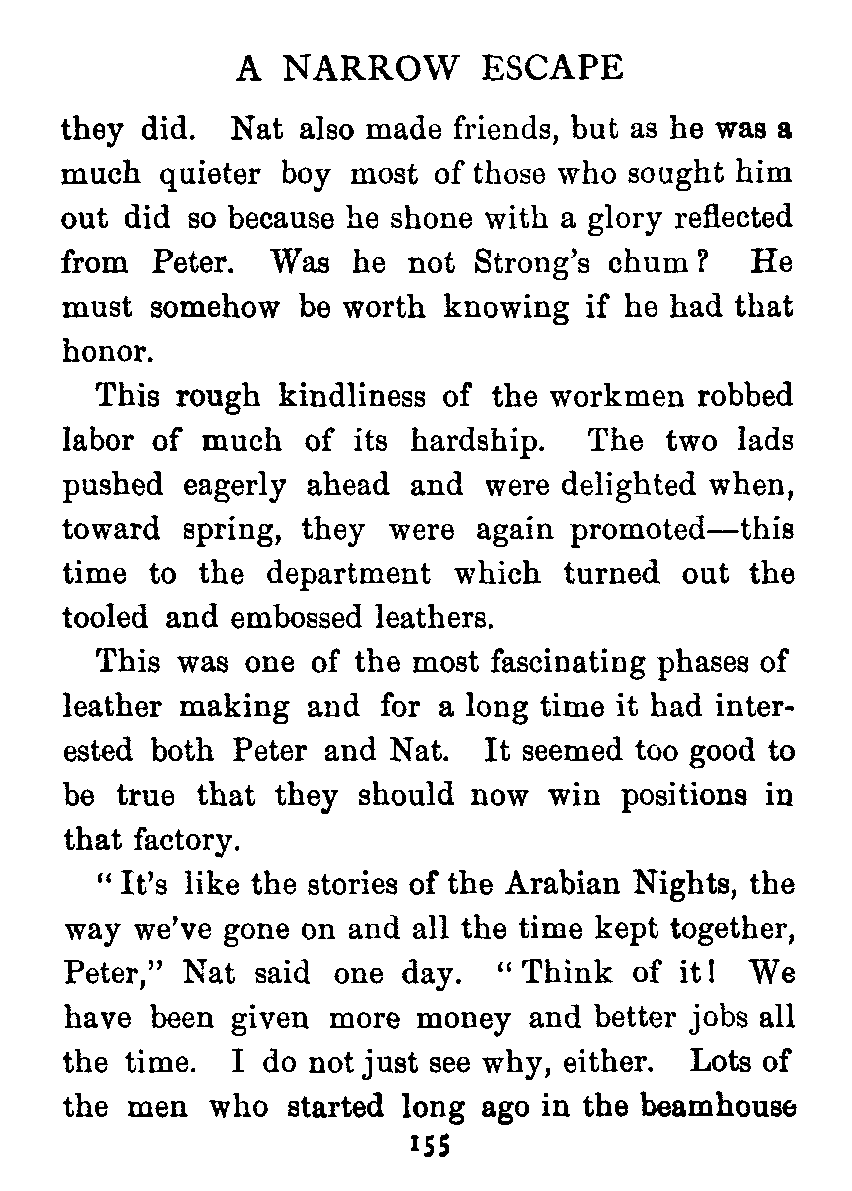 A NARROW ESCAPE
they did. Nat also made friends, but as he was a
much quieter boy most of those who sought him
out did so because he shone with a glory reflected
from Peter. Was he not Strong's chum? He
must somehow be worth knowing if he had that
honor.
This rough kindliness of the workmen robbed
labor of much of its hardship. The two lads
pushed eagerly ahead and were delighted when,
toward spring, they were again promoted—this
time to the department which turned out the
tooled and embossed leathers.
This was one of the most fascinating phases of
leather making and for a long time it had inter-
ested both Peter and Nat. It seemed too good to
be true that they should now win positions in
that factory.
"It's like the stories of the Arabian Nights, the
way we've gone on and all the time kept together,
Peter," Nat said one day. "Think of it! We
have been given more money and better jobs all
the time. I do not just see why, either. Lots of
the men who started long ago in the beamhouse
155